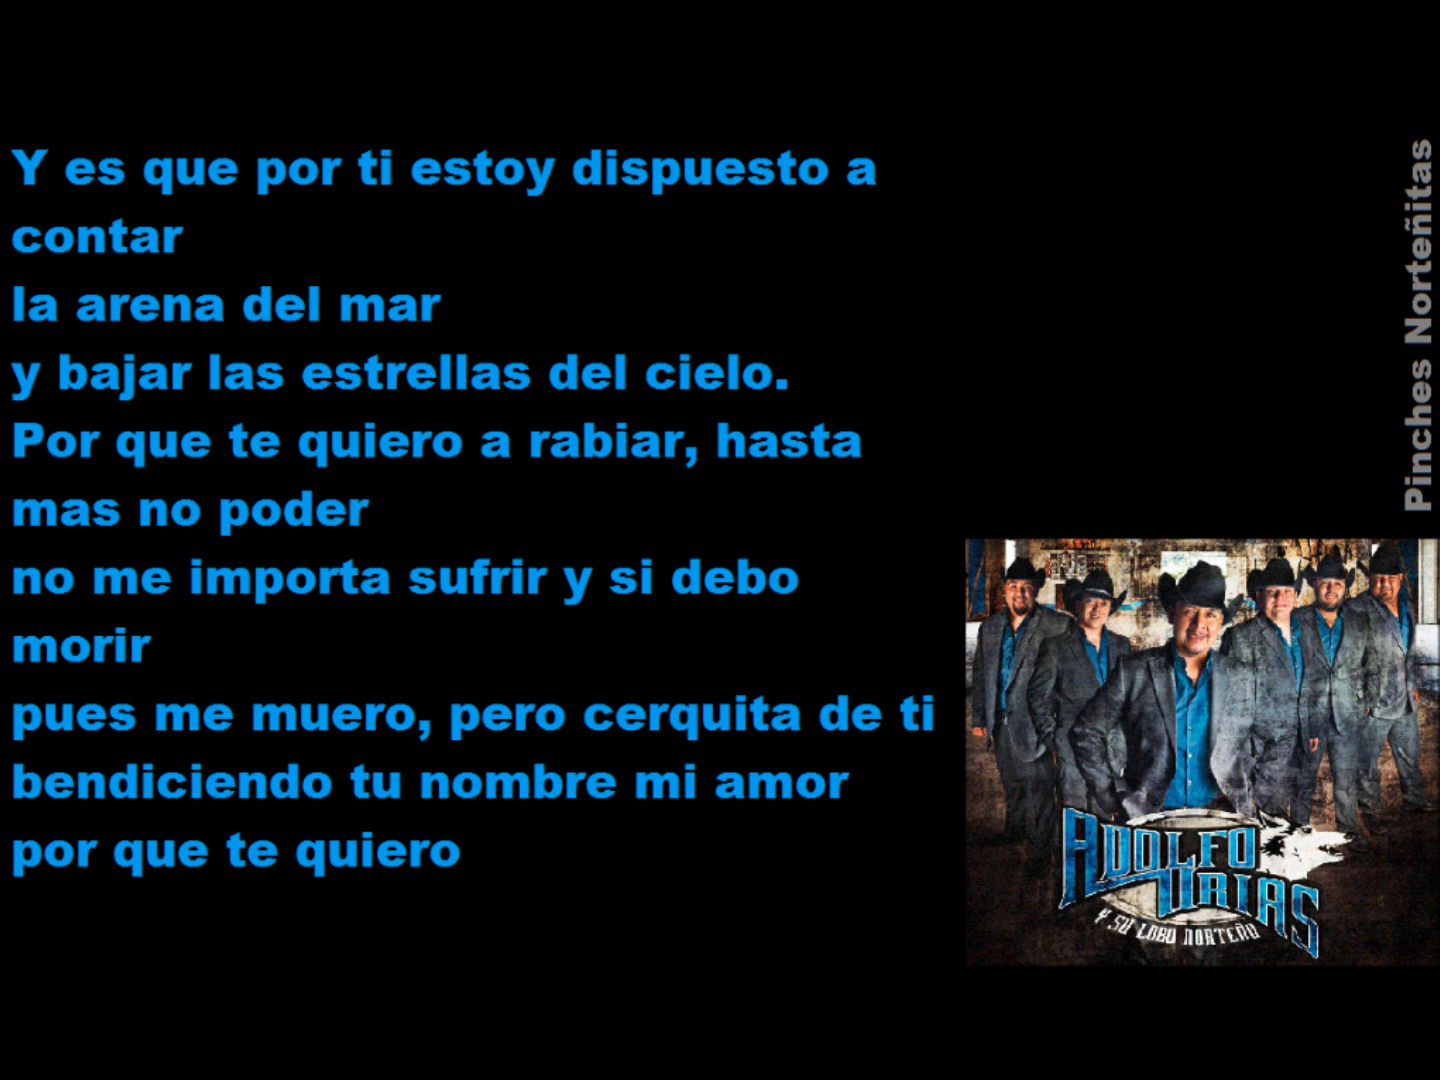 Y es que por ti estoy dispuesto a
contar
la arena del mar
y bajar las estrellas del cielo.
Por que te quiero a rabiar, hasta
mas no poder
no me importa sufrir y si debo
morir
pues me muero, pero cerquita de ti
bendiciendo tu nombre mi amor
por que te quiero
Pinches Norteñitas
ADOLFO
URIAS
Y SU LOBO NORTEÑO